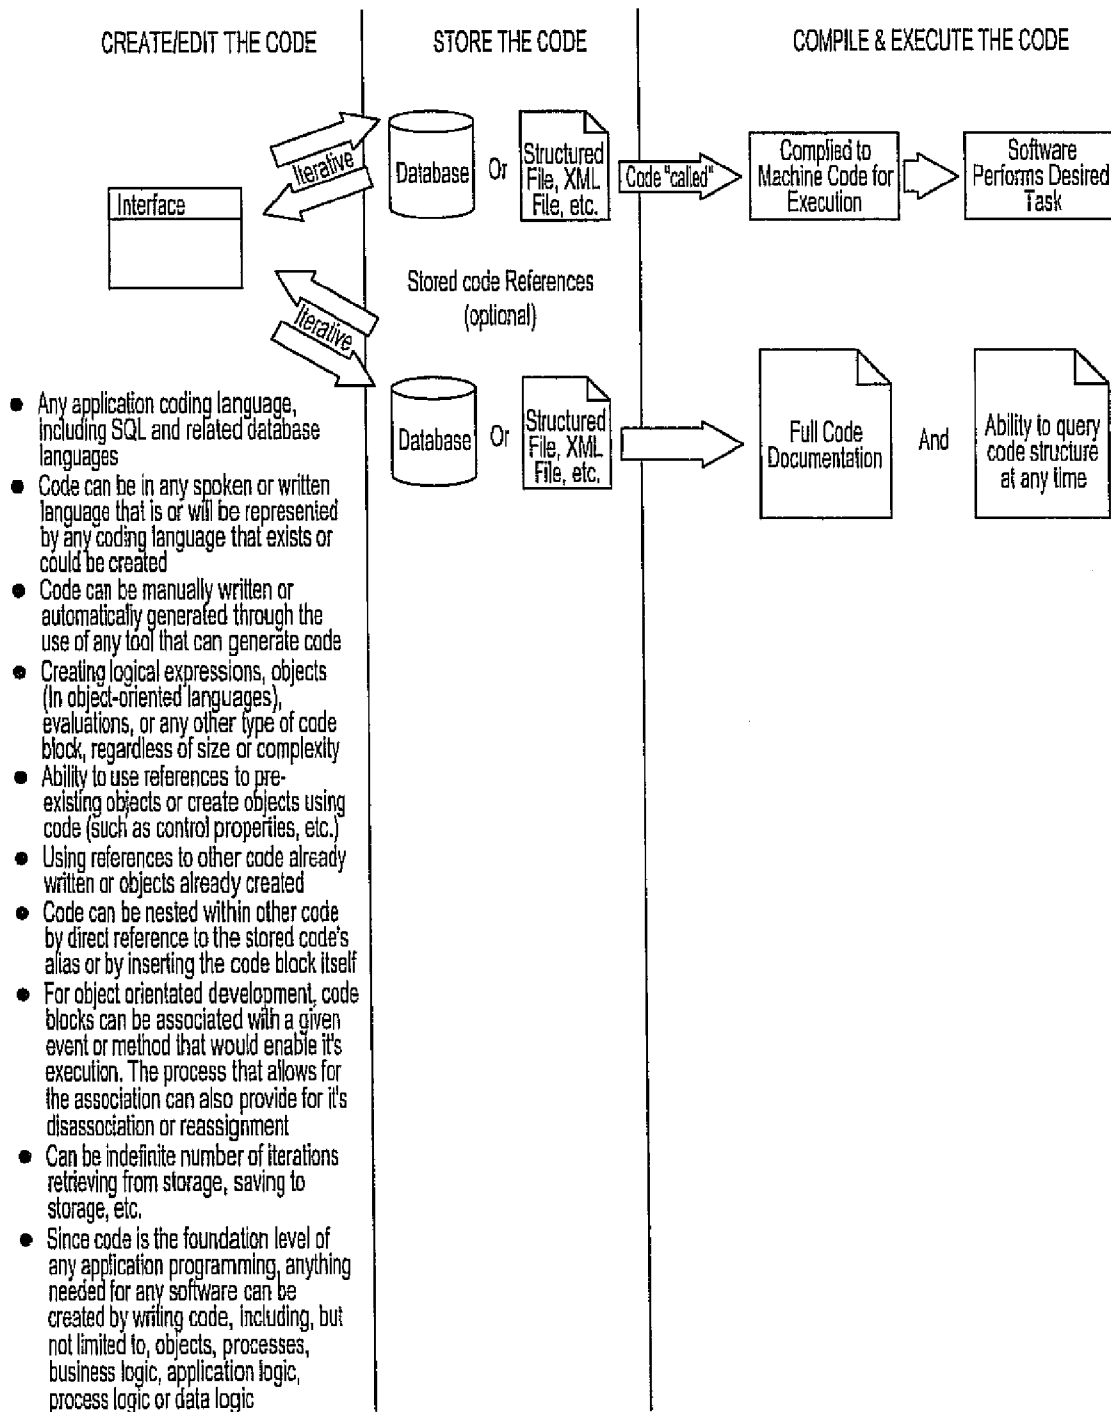 CREATE/EDIT THE CODE
STORE THE CODE
COMPILE & EXECUTE THE CODE
Interface
Iterative
Database
Or
Structured
File, XML
File, etc.
Code "called"
Complied to
Machine Code for
Execution
Software
Performs Desired
Task
Stored code References
(optional)
Iterative
Database
Or
Structured
File, XML
File, etc.
Full Code
Documentation
And
Ability to query
code structure
at any time
● Any application coding language,
including SQL and related database
languages
● Code can be in any spoken or written
language that is or will be represented
by any coding language that exists or
could be created
● Code can be manually written or
automatically generated through the
use of any tool that can generate code
● Creating logical expressions, objects
(In object-oriented languages),
evaluations, or any other type of code
block, regardless of size or complexity
● Ability to use references to pre-
existing objects or create objects using
code (such as control properties, etc.)
● Using references to other code already
written or objects already created
● Code can be nested within other code
by direct reference to the stored code's
alias or by inserting the code block itself
● For object orientated development, code
blocks can be associated with a given
event or method that would enable it's
execution. The process that allows for
the association can also provide for it's
disassociation or reassignment
● Can be indefinite number of iterations
retrieving from storage, saving to
storage, etc.
● Since code is the foundation level of
any application programming, anything
needed for any software can be
created by writing code, including, but
not limited to, objects, processes,
business logic, application logic,
process logic or data logic